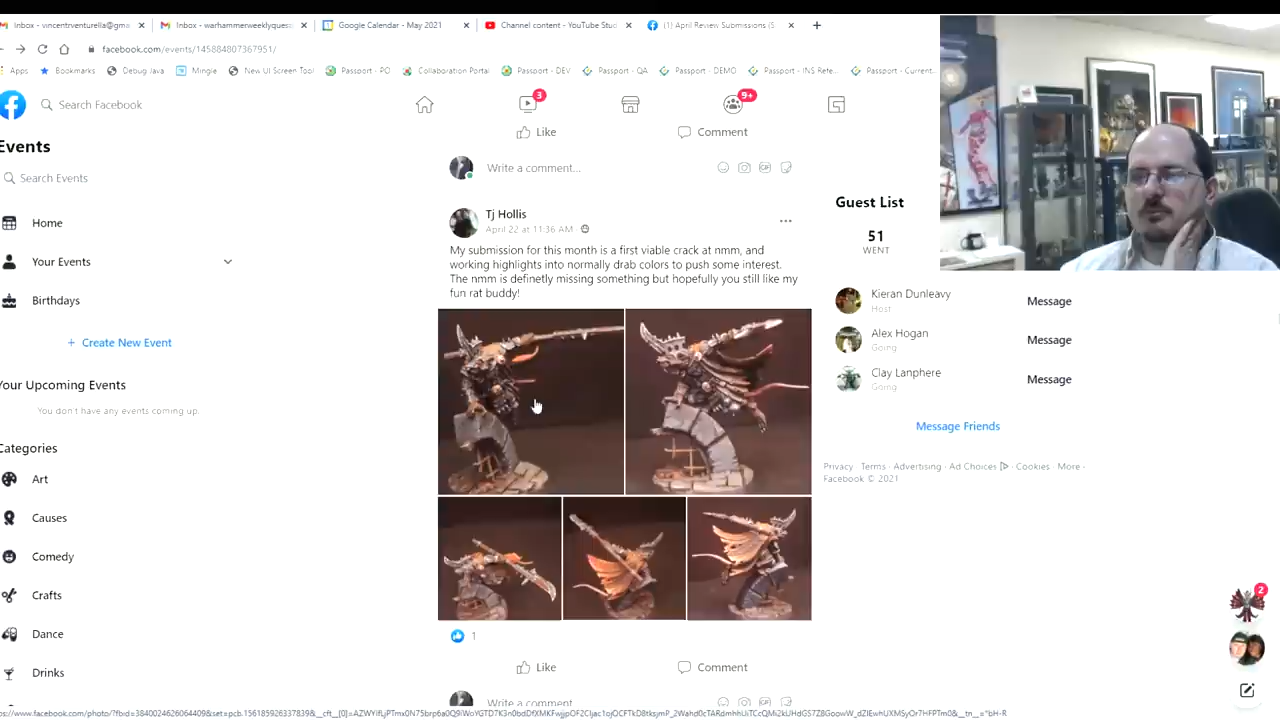 Inbox - vincentrventurella@gm
Inbox - warhammerweeklyques
Google Calendar - May 2021
Channel content - YouTube Stud
(1) April Review Submissions (S
facebook.com/events/145884807367951/
Apps
Bookmarks
Debug Java
Mingle
New UI Screen Tool
Passport - PO
Collaboration Portal
Passport - DEV
Passport - QA
Passport - DEMO
Passport - INS Rele...
Passport - Current...
Search Facebook
3
9+
Like
Comment
Events
Write a comment...
Search Events
Home
Your Events
Birthdays
+ Create New Event
Your Upcoming Events
You don't have any events coming up.
Categories
Art
Causes
Comedy
Crafts
Dance
Drinks
Tj Hollis
April 22 at 11:36 AM
My submission for this month is a first viable crack at nmm, and
working highlights into normally drab colors to push some interest.
The nmm is definetly missing something but hopefully you still like my
fun rat buddy!
1
Like
Comment
Write a comment...
Guest List
51
WENT
Kieran Dunleavy
Host
Message
Alex Hogan
Going
Message
Clay Lanphere
Going
Message
Message Friends
Privacy · Terms · Advertising · Ad Choices · Cookies · More ·
Facebook © 2021
2